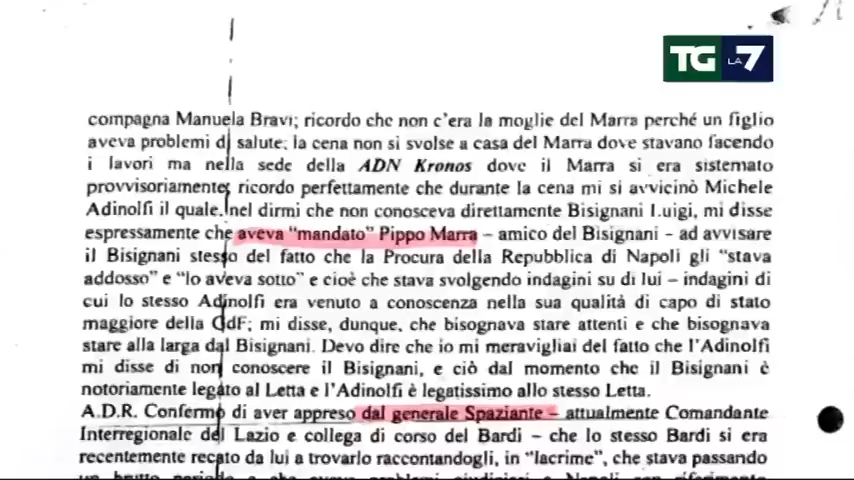 TG LA 7
compagna Manuela Bravi; ricordo che non c'era la moglie del Marra perché un figlio
aveva problemi di salute; la cena non si svolse a casa del Marra dove stavano facendo
i lavori ma nella sede della ADN Kronos dove il Marra si era sistemato
provvisoriamente; ricordo perfettamente che durante la cena mi si avvicinò Michele
Adinolfi il quale, nel dirmi che non conosceva direttamente Bisignani Luigi, mi disse
espressamente che aveva “mandato” Pippo Marra – amico del Bisignani – ad avvisare
il Bisignani stesso del fatto che la Procura della Repubblica di Napoli gli “stava
addosso” e “lo aveva sotto” e cioè che stava svolgendo indagini su di lui – indagini di
cui lo stesso Adinolfi era venuto a conoscenza nella sua qualità di capo di stato
maggiore della GdF; mi disse, dunque, che bisognava stare attenti e che bisognava
stare alla larga dal Bisignani. Devo dire che io mi meravigliai del fatto che l'Adinolfi
mi disse di non conoscere il Bisignani, e ciò dal momento che il Bisignani è
notoriamente legato al Letta e l'Adinolfi è legatissimo allo stesso Letta.
A.D.R. Confermo di aver appreso dal generale Spaziante – attualmente Comandante
Interregionale del Lazio e collega di corso del Bardi – che lo stesso Bardi si era
recentemente recato da lui a trovarlo raccontandogli, in “lacrime”, che stava passando